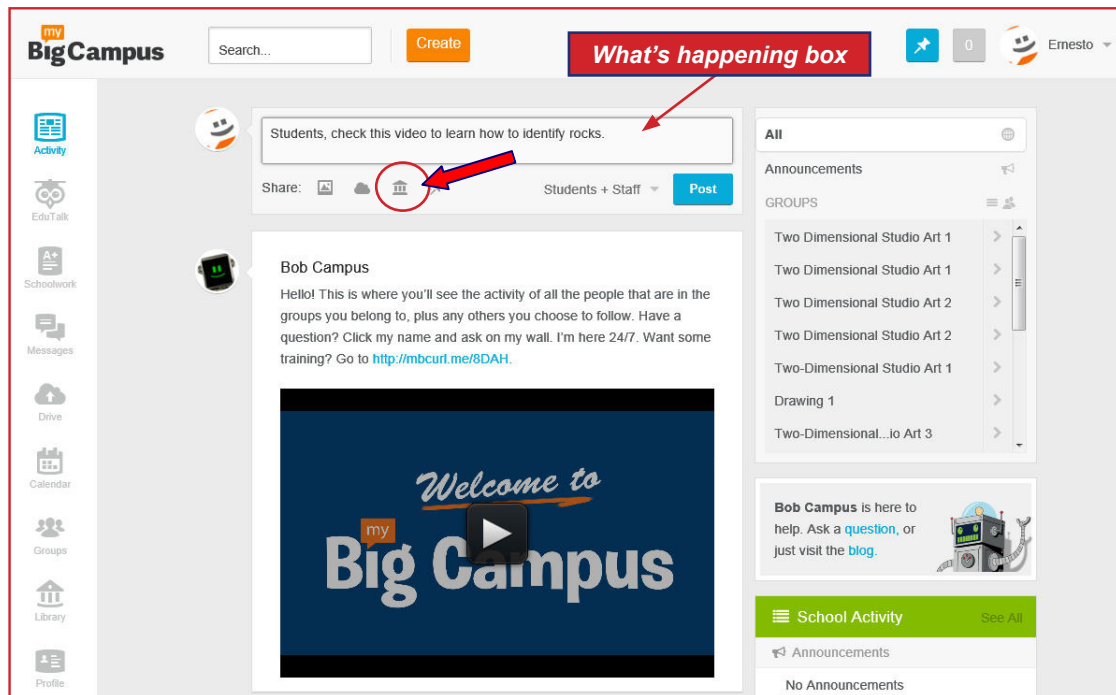 my
BigCampus
Search...
Create
What's happening box
0
Ernesto
Activity
EduTalk
A+
Schoolwork
Messages
Drive
Calendar
Groups
Library
Profile
Students, check this video to learn how to identify rocks.
Share:
Students + Staff
Post
Bob Campus
Hello! This is where you'll see the activity of all the people that are in the
groups you belong to, plus any others you choose to follow. Have a
question? Click my name and ask on my wall. I'm here 24/7. Want some
training? Go to http://mbcurl.me/8DAH.
Welcome to
my
Big Campus
All
Announcements
GROUPS
Two Dimensional Studio Art 1
Two Dimensional Studio Art 1
Two Dimensional Studio Art 2
Two Dimensional Studio Art 2
Two-Dimensional Studio Art 1
Drawing 1
Two-Dimensional...io Art 3
Bob Campus is here to
help. Ask a question, or
just visit the blog.
School Activity
See All
Announcements
No Announcements